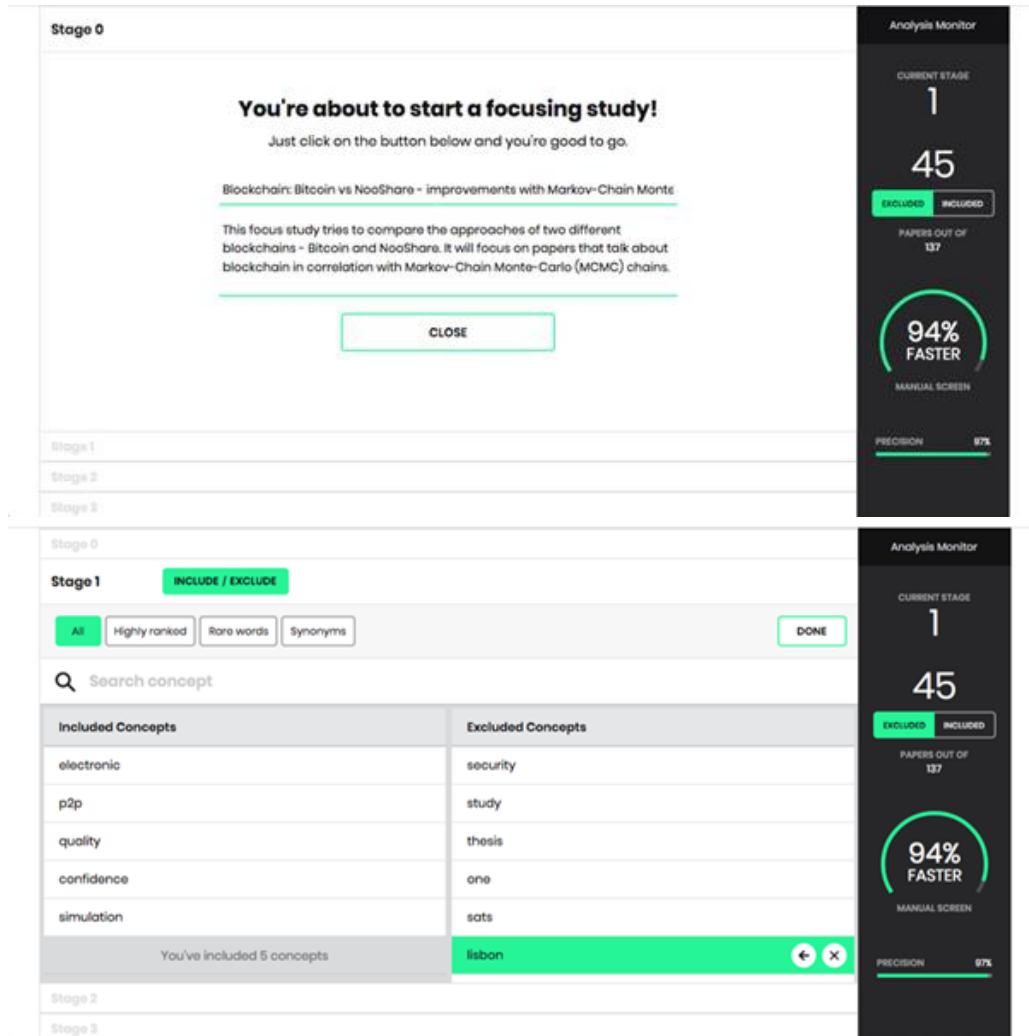 Stage 0
You're about to start a focusing study!
Just click on the button below and you're good to go.
Blockchain: Bitcoin vs NooShare - improvements with Markov-Chain Monte
This focus study tries to compare the approaches of two different
blockchains - Bitcoin and NooShare. It will focus on papers that talk about
blockchain in correlation with Markov-Chain Monte-Carlo (MCMC) chains.
CLOSE
Stage 1
Stage 2
Stage 3
Analysis Monitor
CURRENT STAGE
1
45
EXCLUDED INCLUDED
PAPERS OUT OF
137
94%
FASTER
MANUAL SCREEN
PRECISION 97%
Stage 0
Stage 1 INCLUDE / EXCLUDE
All Highly ranked Rare words Synonyms DONE
Search concept
Included Concepts Excluded Concepts
electronic security
p2p study
quality thesis
confidence one
simulation sats
You've included 5 concepts lisbon
Stage 2
Stage 3
Analysis Monitor
CURRENT STAGE
1
45
EXCLUDED INCLUDED
PAPERS OUT OF
137
94%
FASTER
MANUAL SCREEN
PRECISION 97%